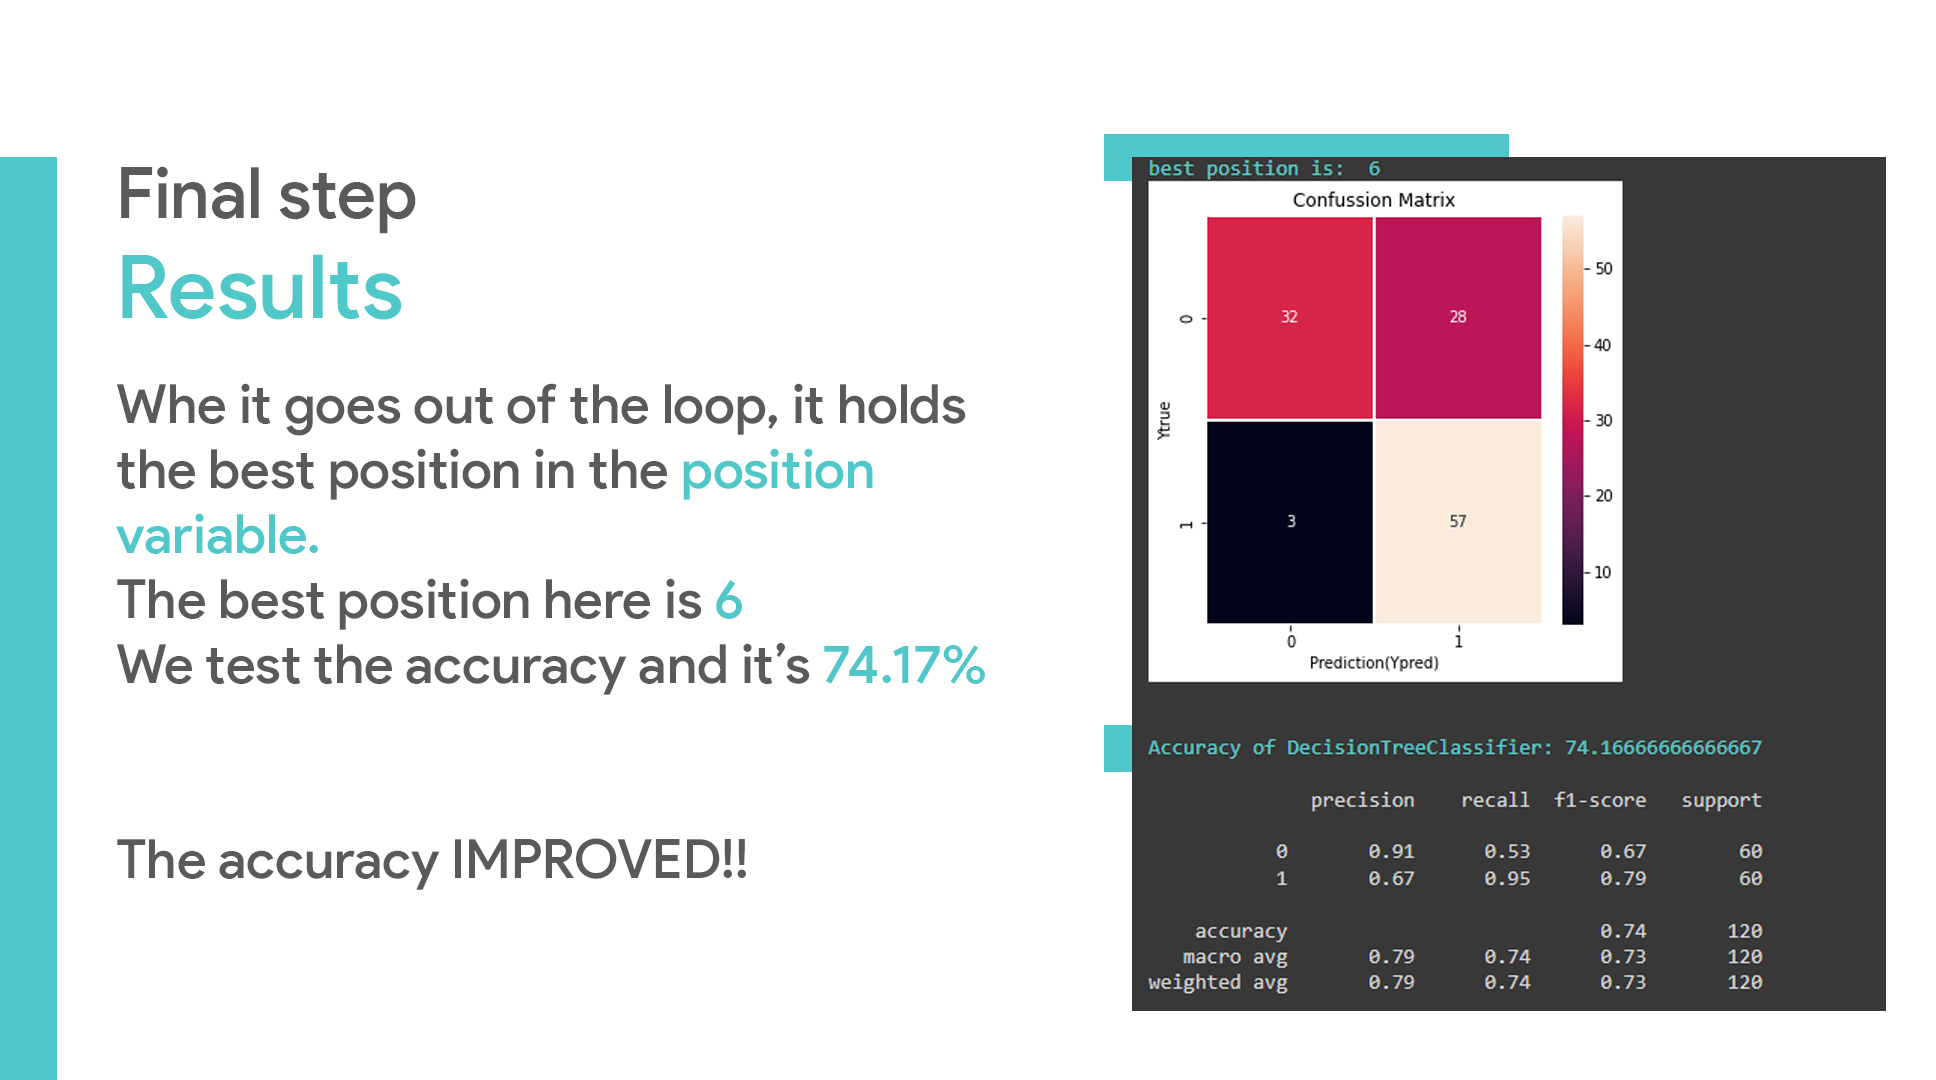 Final step
Results
Whe it goes out of the loop, it holds
the best position in the position
variable.
The best position here is 6
We test the accuracy and it’s 74.17%
The accuracy IMPROVED!!
best position is:  6
Confussion Matrix
32 28
3 57
0
1
Ytrue
0 1
Prediction(Ypred)
50
40
30
20
10
Accuracy of DecisionTreeClassifier: 74.16666666666667
precision recall f1-score support
0 0.91 0.53 0.67 60
1 0.67 0.95 0.79 60
accuracy 0.74 120
macro avg 0.79 0.74 0.73 120
weighted avg 0.79 0.74 0.73 120